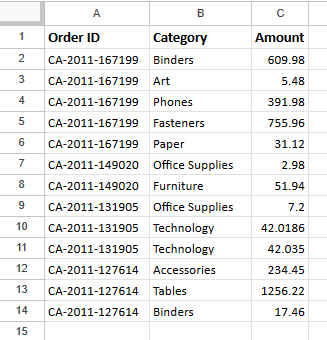 A B C
1 Order ID Category Amount
2 CA-2011-167199 Binders 609.98
3 CA-2011-167199 Art 5.48
4 CA-2011-167199 Phones 391.98
5 CA-2011-167199 Fasteners 755.96
6 CA-2011-167199 Paper 31.12
7 CA-2011-149020 Office Supplies 2.98
8 CA-2011-149020 Furniture 51.94
9 CA-2011-131905 Office Supplies 7.2
10 CA-2011-131905 Technology 42.0186
11 CA-2011-131905 Technology 42.035
12 CA-2011-127614 Accessories 234.45
13 CA-2011-127614 Tables 1256.22
14 CA-2011-127614 Binders 17.46
15